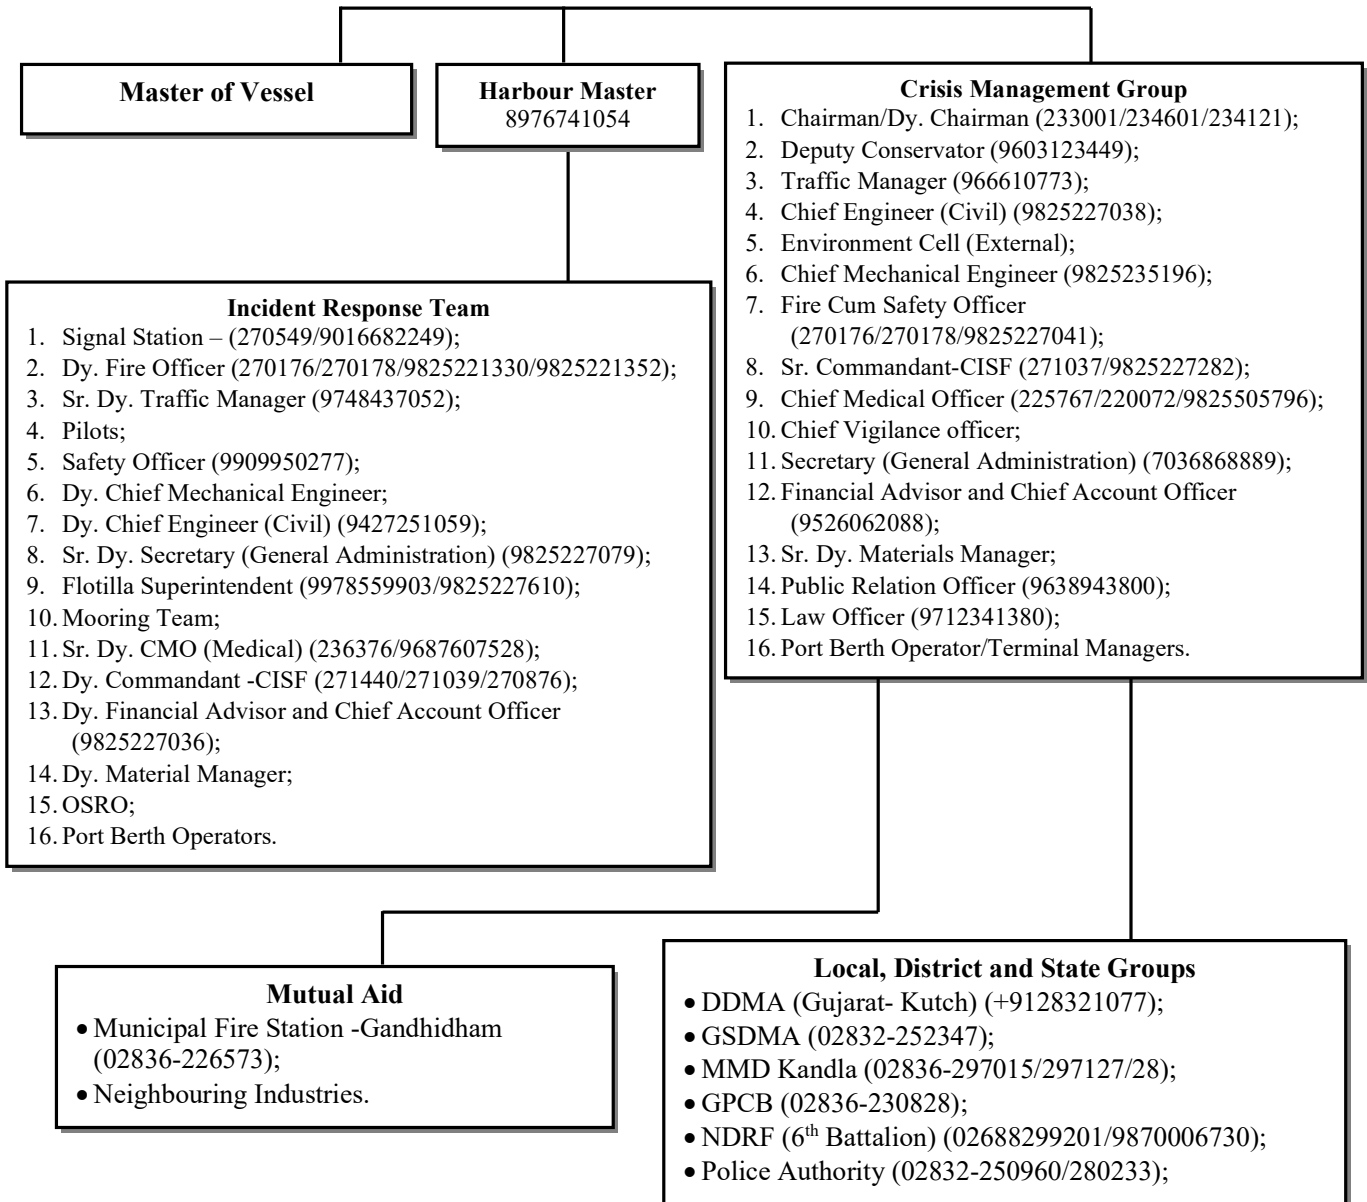 Master of Vessel
Harbour Master
8976741054
Crisis Management Group
1. Chairman/Dy. Chairman (233001/234601/234121);
2. Deputy Conservator (9603123449);
3. Traffic Manager (966610773);
4. Chief Engineer (Civil) (9825227038);
5. Environment Cell (External);
6. Chief Mechanical Engineer (9825235196);
7. Fire Cum Safety Officer
(270176/270178/9825227041);
8. Sr. Commandant-CISF (271037/9825227282);
9. Chief Medical Officer (225767/220072/9825505796);
10. Chief Vigilance officer;
11. Secretary (General Administration) (7036868889);
12. Financial Advisor and Chief Account Officer
(9526062088);
13. Sr. Dy. Materials Manager;
14. Public Relation Officer (9638943800);
15. Law Officer (9712341380);
16. Port Berth Operator/Terminal Managers.
Incident Response Team
1. Signal Station – (270549/9016682249);
2. Dy. Fire Officer (270176/270178/9825221330/9825221352);
3. Sr. Dy. Traffic Manager (9748437052);
4. Pilots;
5. Safety Officer (9909950277);
6. Dy. Chief Mechanical Engineer;
7. Dy. Chief Engineer (Civil) (9427251059);
8. Sr. Dy. Secretary (General Administration) (9825227079);
9. Flotilla Superintendent (9978559903/9825227610);
10. Mooring Team;
11. Sr. Dy. CMO (Medical) (236376/9687607528);
12. Dy. Commandant -CISF (271440/271039/270876);
13. Dy. Financial Advisor and Chief Account Officer
(9825227036);
14. Dy. Material Manager;
15. OSRO;
16. Port Berth Operators.
Mutual Aid
• Municipal Fire Station -Gandhidham
(02836-226573);
• Neighbouring Industries.
Local, District and State Groups
• DDMA (Gujarat- Kutch) (+9128321077);
• GSDMA (02832-252347);
• MMD Kandla (02836-297015/297127/28);
• GPCB (02836-230828);
• NDRF (6th Battalion) (02688299201/9870006730);
• Police Authority (02832-250960/280233);